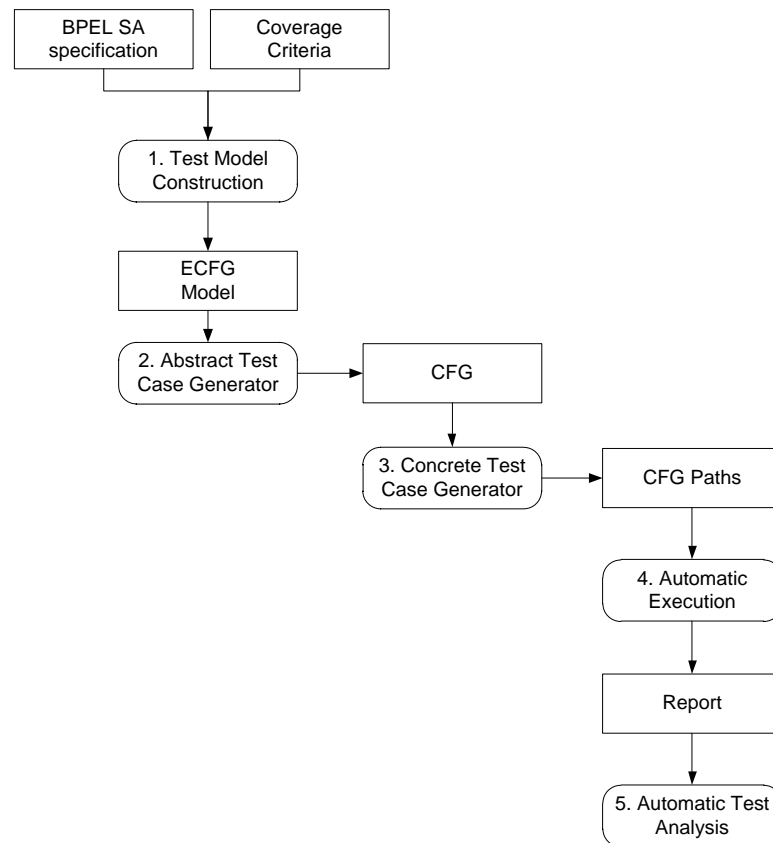 BPEL SA
specification
Coverage
Criteria
1. Test Model
Construction
ECFG
Model
2. Abstract Test
Case Generator
CFG
3. Concrete Test
Case Generator
CFG Paths
4. Automatic
Execution
Report
5. Automatic Test
Analysis